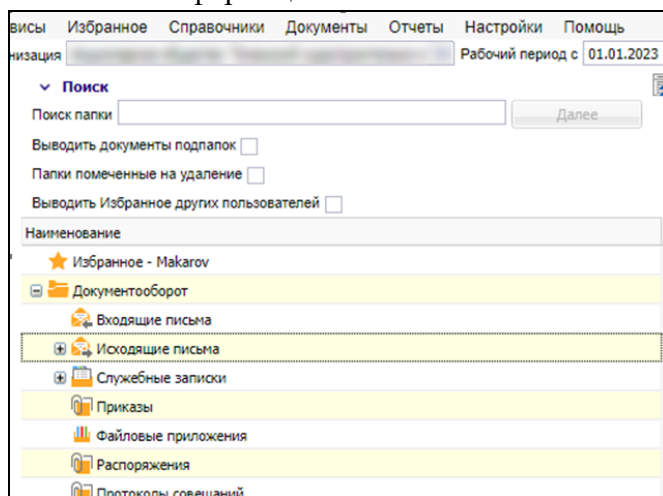 висы Избранное Справочники Документы Отчеты Настройки Помощь
низация Рабочий период с 01.01.2023
Поиск
Поиск папки Далее
Выводить документы подпапок
Папки помеченные на удаление
Выводить Избранное других пользователей
Наименование
Избранное - Makarov
Документооборот
Входящие письма
Исходящие письма
Служебные записки
Приказы
Файловые приложения
Распоряжения
Протоколы совещаний